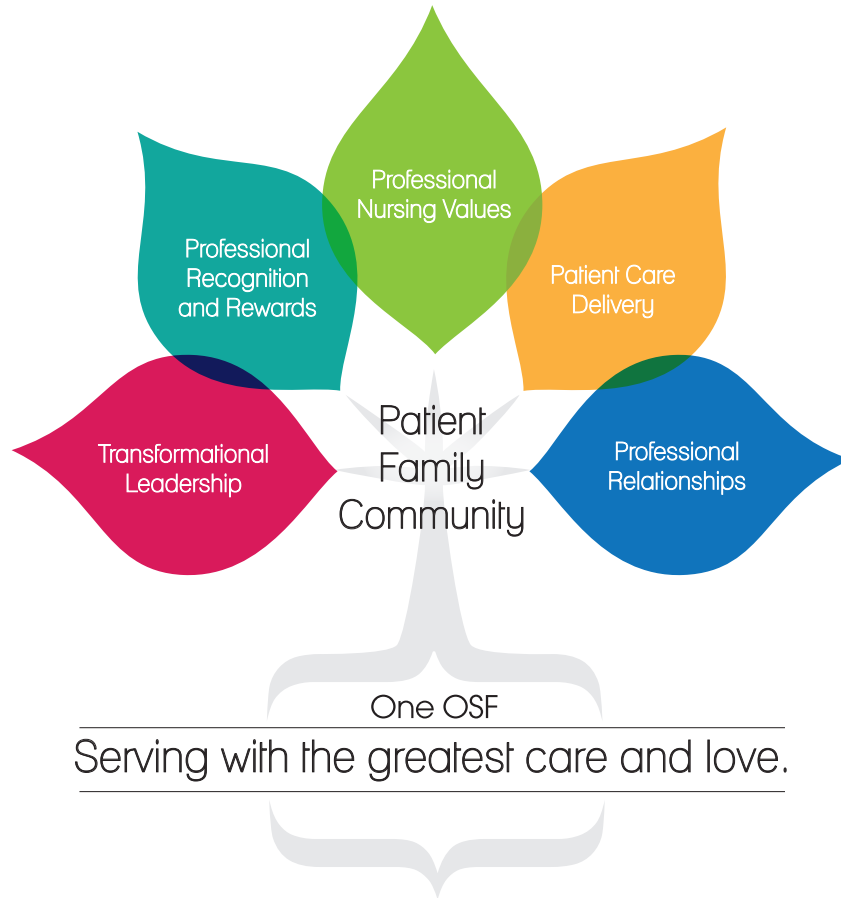 Professional
Nursing Values
Professional
Recognition
and Rewards
Patient Care
Delivery
Transformational
Leadership
Professional
Relationships
Patient
Family
Community
One OSF
Serving with the greatest care and love.